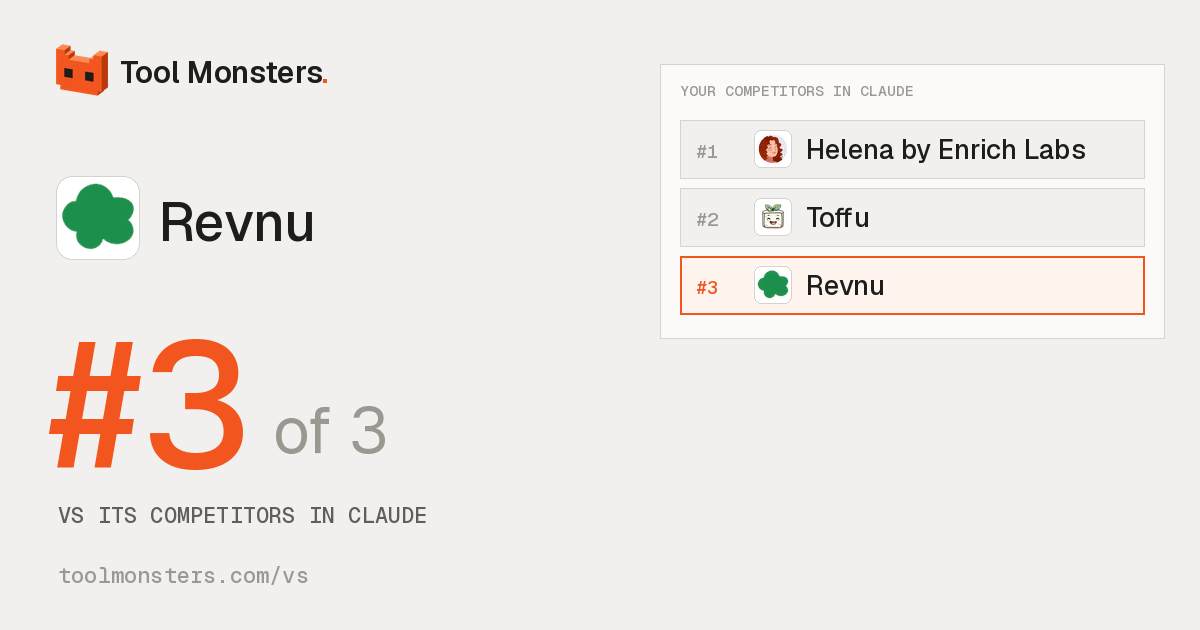 Tool Monsters.
Revnu
#3 of 3
VS ITS COMPETITORS IN CLAUDE
toolmonsters.com/vs
YOUR COMPETITORS IN CLAUDE
#1 Helena by Enrich Labs
#2 Toffu
#3 Revnu